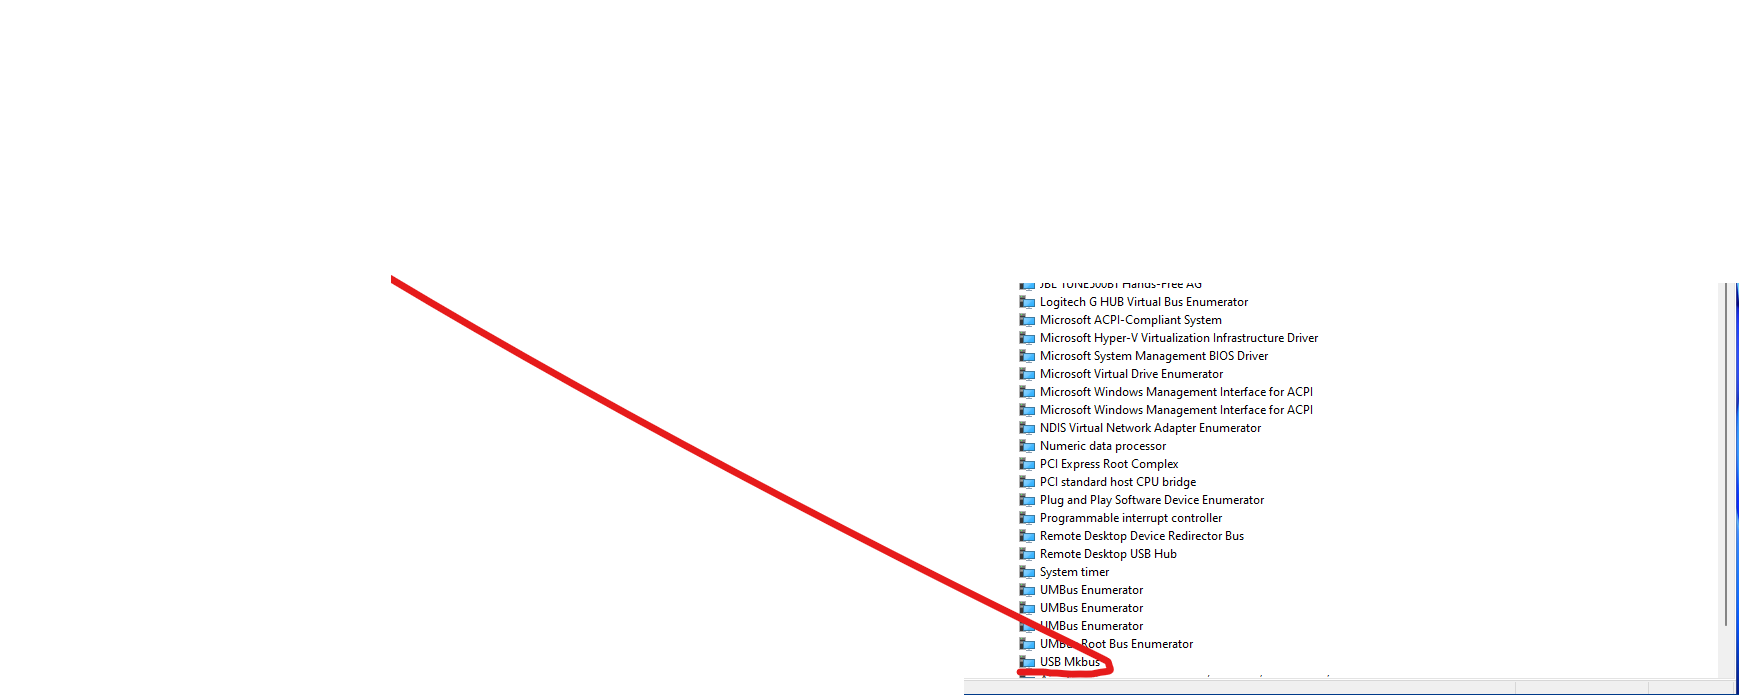 JBL TUNE500BT Hands-Free AG
Logitech G HUB Virtual Bus Enumerator
Microsoft ACPI-Compliant System
Microsoft Hyper-V Virtualization Infrastructure Driver
Microsoft System Management BIOS Driver
Microsoft Virtual Drive Enumerator
Microsoft Windows Management Interface for ACPI
Microsoft Windows Management Interface for ACPI
NDIS Virtual Network Adapter Enumerator
Numeric data processor
PCI Express Root Complex
PCI standard host CPU bridge
Plug and Play Software Device Enumerator
Programmable interrupt controller
Remote Desktop Device Redirector Bus
Remote Desktop USB Hub
System timer
UMBus Enumerator
UMBus Enumerator
UMBus Enumerator
UMBus Root Bus Enumerator
USB Mkbus